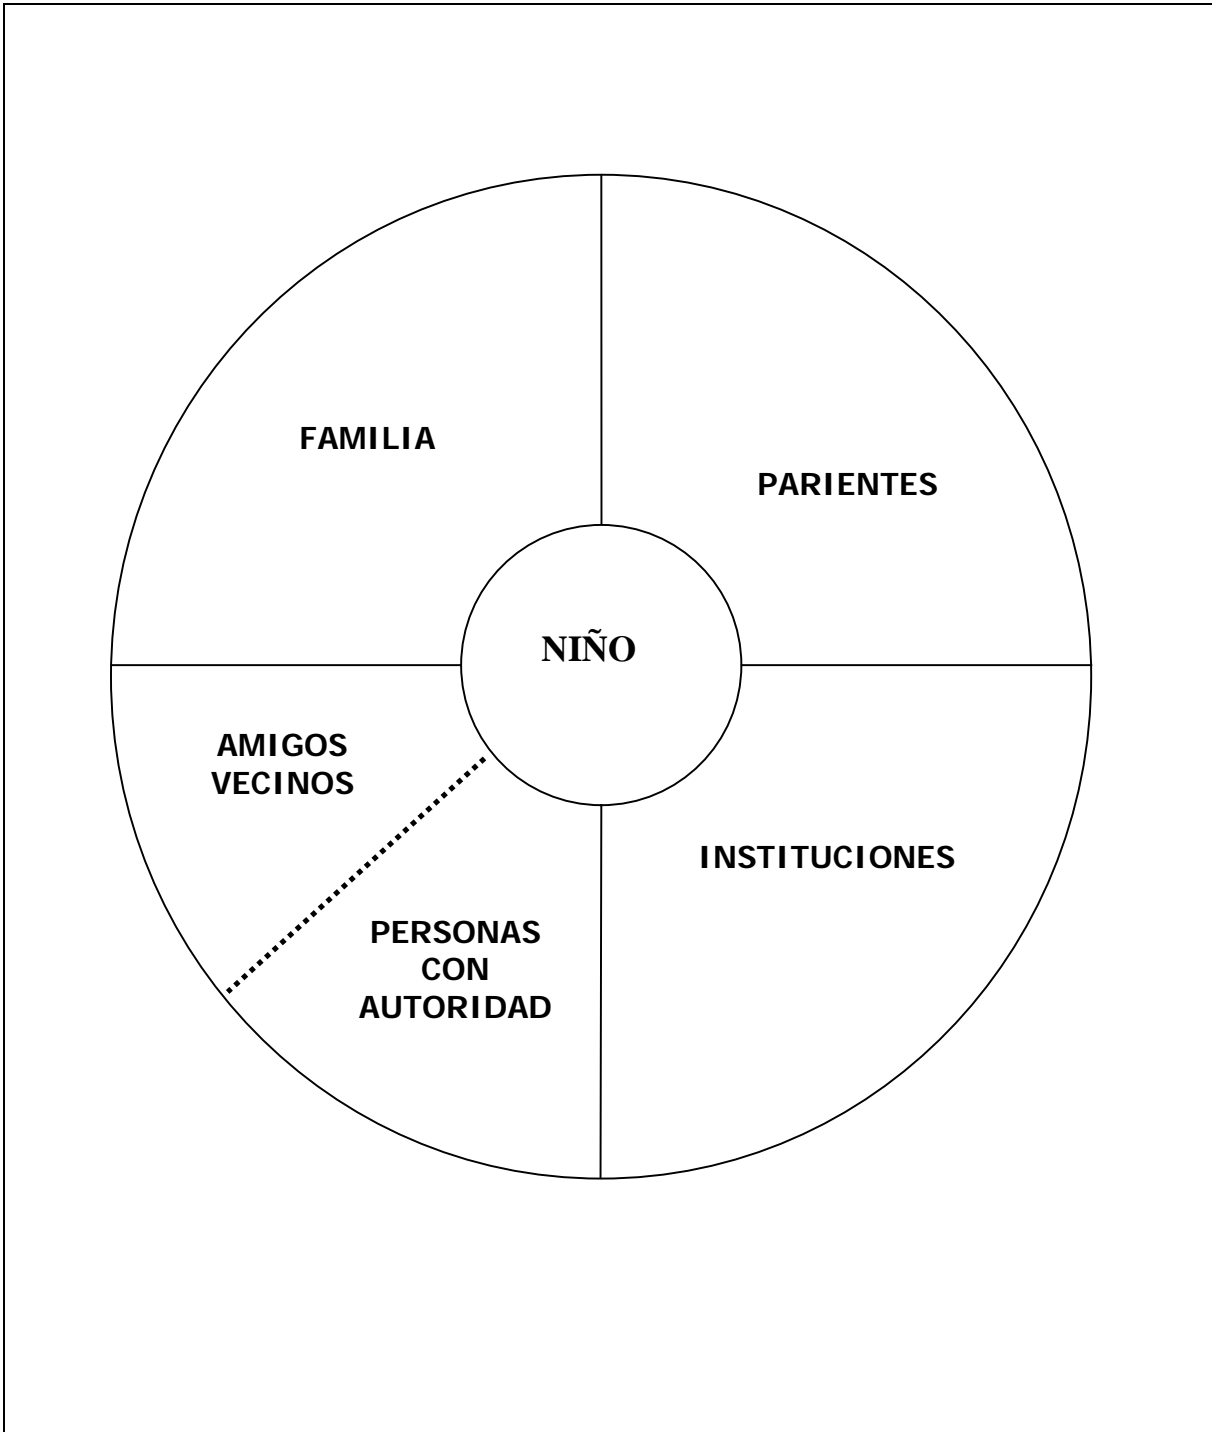 FAMILIA
PARIENTES
NIÑO
AMIGOS
VECINOS
INSTITUCIONES
PERSONAS
CON
AUTORIDAD